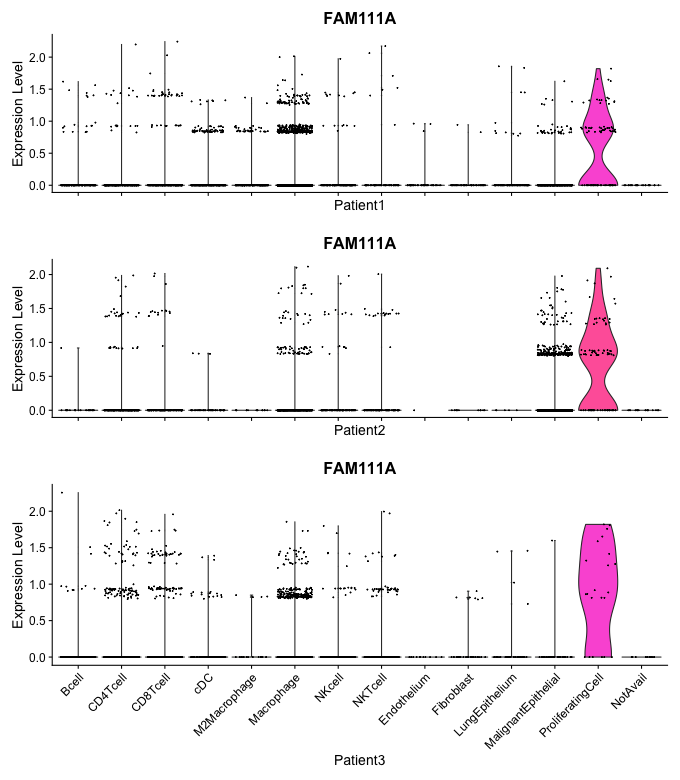 FAM111A
Expression Level
2.0
1.5
1.0
0.5
0.0
Patient1
FAM111A
Expression Level
2.0
1.5
1.0
0.5
0.0
Patient2
FAM111A
Expression Level
2.0
1.5
1.0
0.5
0.0
Bcell
CD4Tcell
CD8Tcell
cDC
M2Macrophage
Macrophage
NKcell
NKTcell
Endothelium
Fibroblast
LungEpithelium
MalignantEpithelial
ProliferatingCell
NotAvail
Patient3